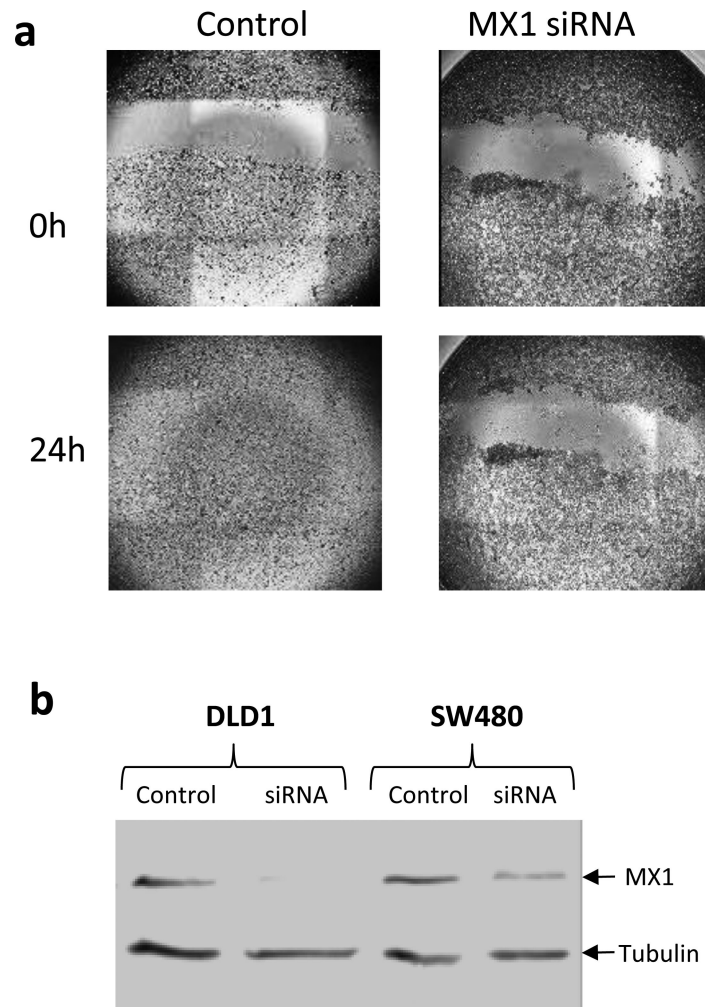 a
Control MX1 siRNA
0h
24h
b
DLD1 SW480
Control siRNA Control siRNA
MX1
Tubulin